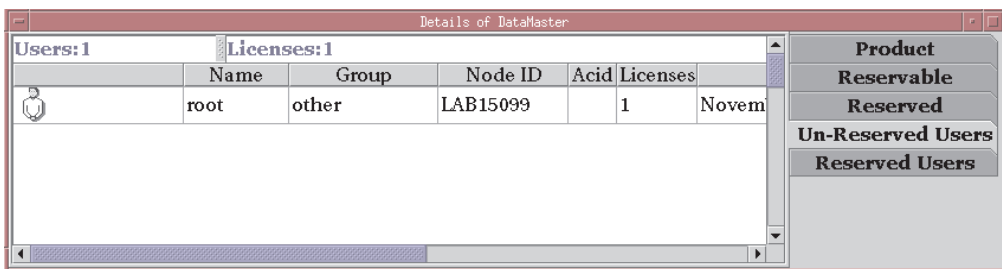 Details of DataMaster
Users:1 Licenses:1
Name Group Node ID Acid Licenses
root other LAB15099 1 Novem
Product
Reservable
Reserved
Un-Reserved Users
Reserved Users